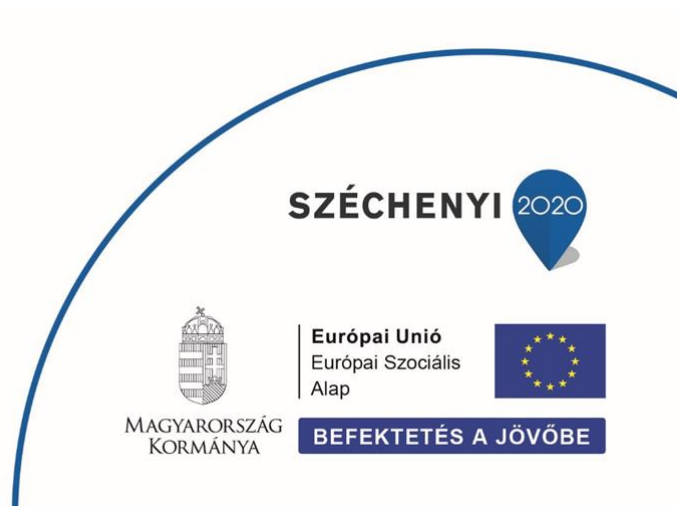 SZÉCHENYI 2020
Európai Unió
Európai Szociális
Alap
MAGYARORSZÁG
KORMÁNYA
BEFEKTETÉS A JÖVŐBE